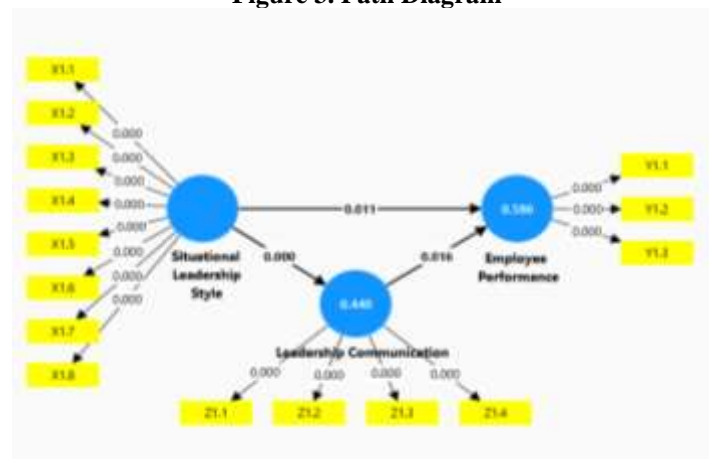 Figure 3. Path Diagram
X1.1
X1.2
X1.3
X1.4
X1.5
X1.6
X1.7
X1.8
0.000
0.000
0.000
0.000
0.000
0.000
0.000
0.000
Situational
Leadership
Style
0.011
0.000
0.016
0.440
Leadership Communication
0.596
Employee
Performance
0.000
0.000
0.000
Y1.1
Y1.2
Y1.3
0.000
0.000
0.000
0.000
Z1.1
Z1.2
Z1.3
Z1.4